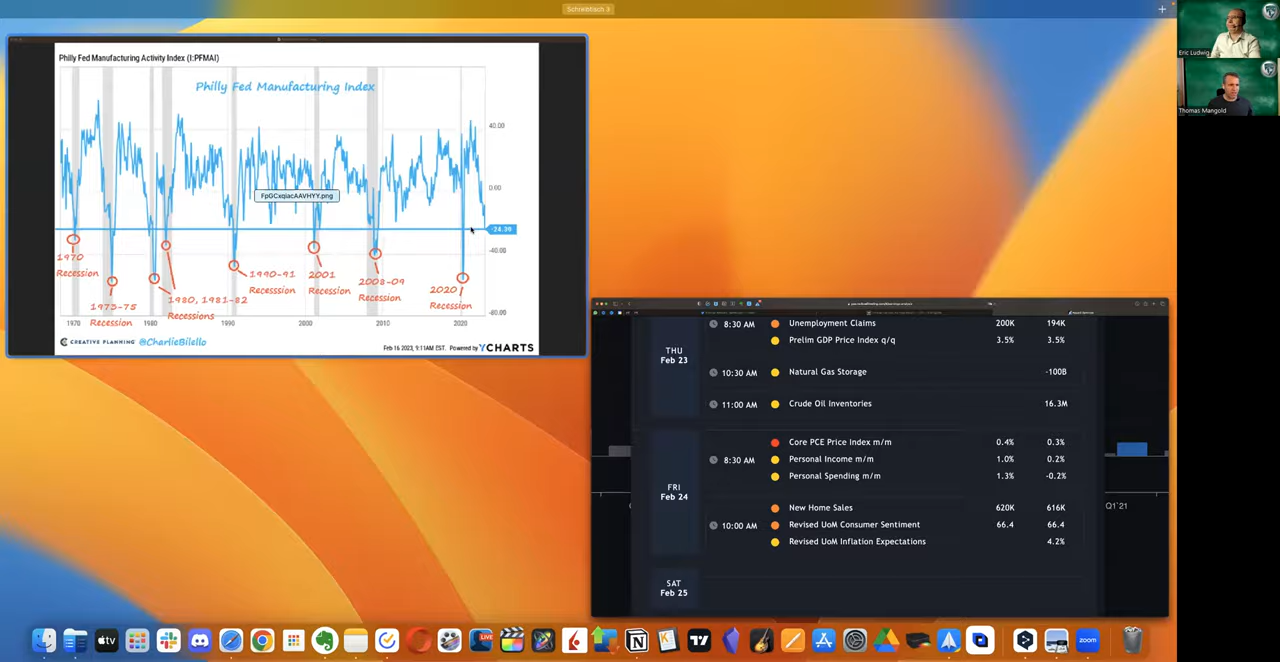 Schreibtisch 3
Philly Fed Manufacturing Activity Index (I:PFMAI)
Philly Fed Manufacturing Index
40.00
0.00
FpGCxqiacAAVHYY.png
-24.30
-40.00
1970
Recession
1973-75
Recession
1980, 1981-82
Recessions
1990-91
Recesssion
2001
Recession
2008-09
Recession
2020
Recession
-80.00
1970 1980 1990 2000 2010 2020
CREATIVE PLANNING @CharlieBilello
Feb 16 2023, 9:11AM EST. Powered by YCHARTS
Eric Ludwig
Thomas Mangold
THU
Feb 23
8:30 AM Unemployment Claims 200K 194K
Prelim GDP Price Index q/q 3.5% 3.5%
10:30 AM Natural Gas Storage -100B
11:00 AM Crude Oil Inventories 16.3M
FRI
Feb 24
8:30 AM Core PCE Price Index m/m 0.4% 0.3%
Personal Income m/m 1.0% 0.2%
Personal Spending m/m 1.3% -0.2%
10:00 AM New Home Sales 620K 616K
Revised UoM Consumer Sentiment 66.4 66.4
Revised UoM Inflation Expectations 4.2%
Q1'21
SAT
Feb 25
tv
LIVE
zoom